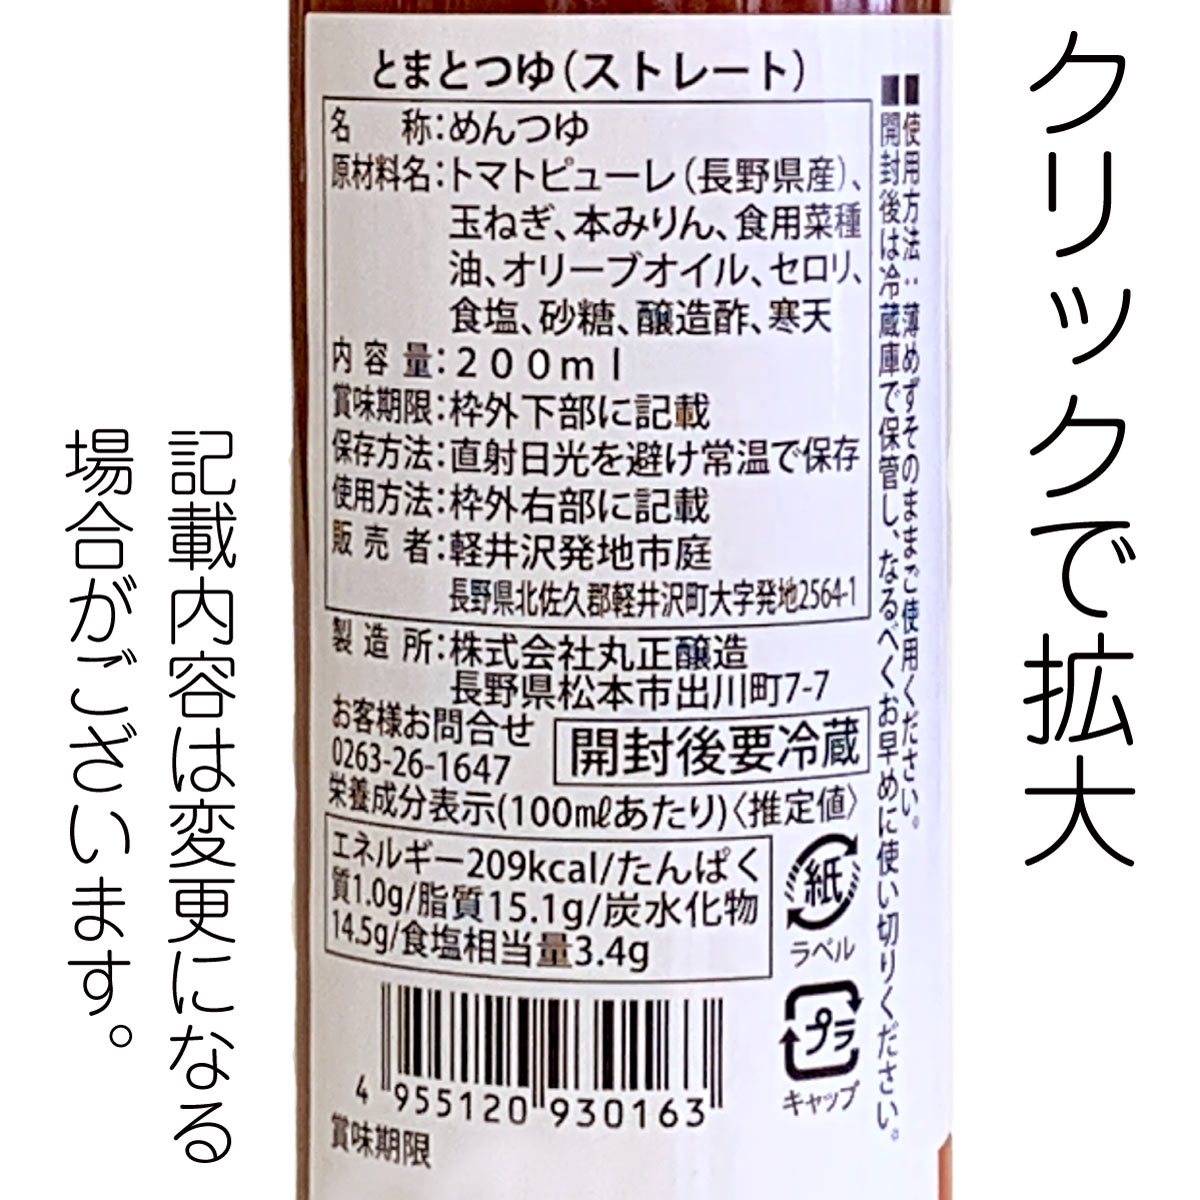 クリックで拡大
とまとつゆ（ストレート）
名　　称：めんつゆ
原材料名：トマトピューレ（長野県産）、
玉ねぎ、本みりん、食用菜種
油、オリーブオイル、セロリ、
食塩、砂糖、醸造酢、寒天
内 容 量：２００ｍｌ
賞味期限：枠外下部に記載
保存方法：直射日光を避け常温で保存
使用方法：枠外右部に記載
販 売 者：軽井沢発地市庭
長野県北佐久郡軽井沢町大字発地2564-1
製 造 所：株式会社丸正醸造
長野県松本市出川町7-7
お客様お問合せ
0263-26-1647
開封後要冷蔵
栄養成分表示(100mℓあたり)〈推定値〉
エネルギー209kcal/たんぱく
質1.0g/脂質15.1g/炭水化物
14.5g/食塩相当量3.4g
紙
ラベル
プラ
キャップ
4 955120 930163
賞味期限
■使用方法：薄めずそのままご使用ください。
■開封後は冷蔵庫で保管し、なるべくお早めに使い切りください。
記載内容は変更になる
場合がございます。